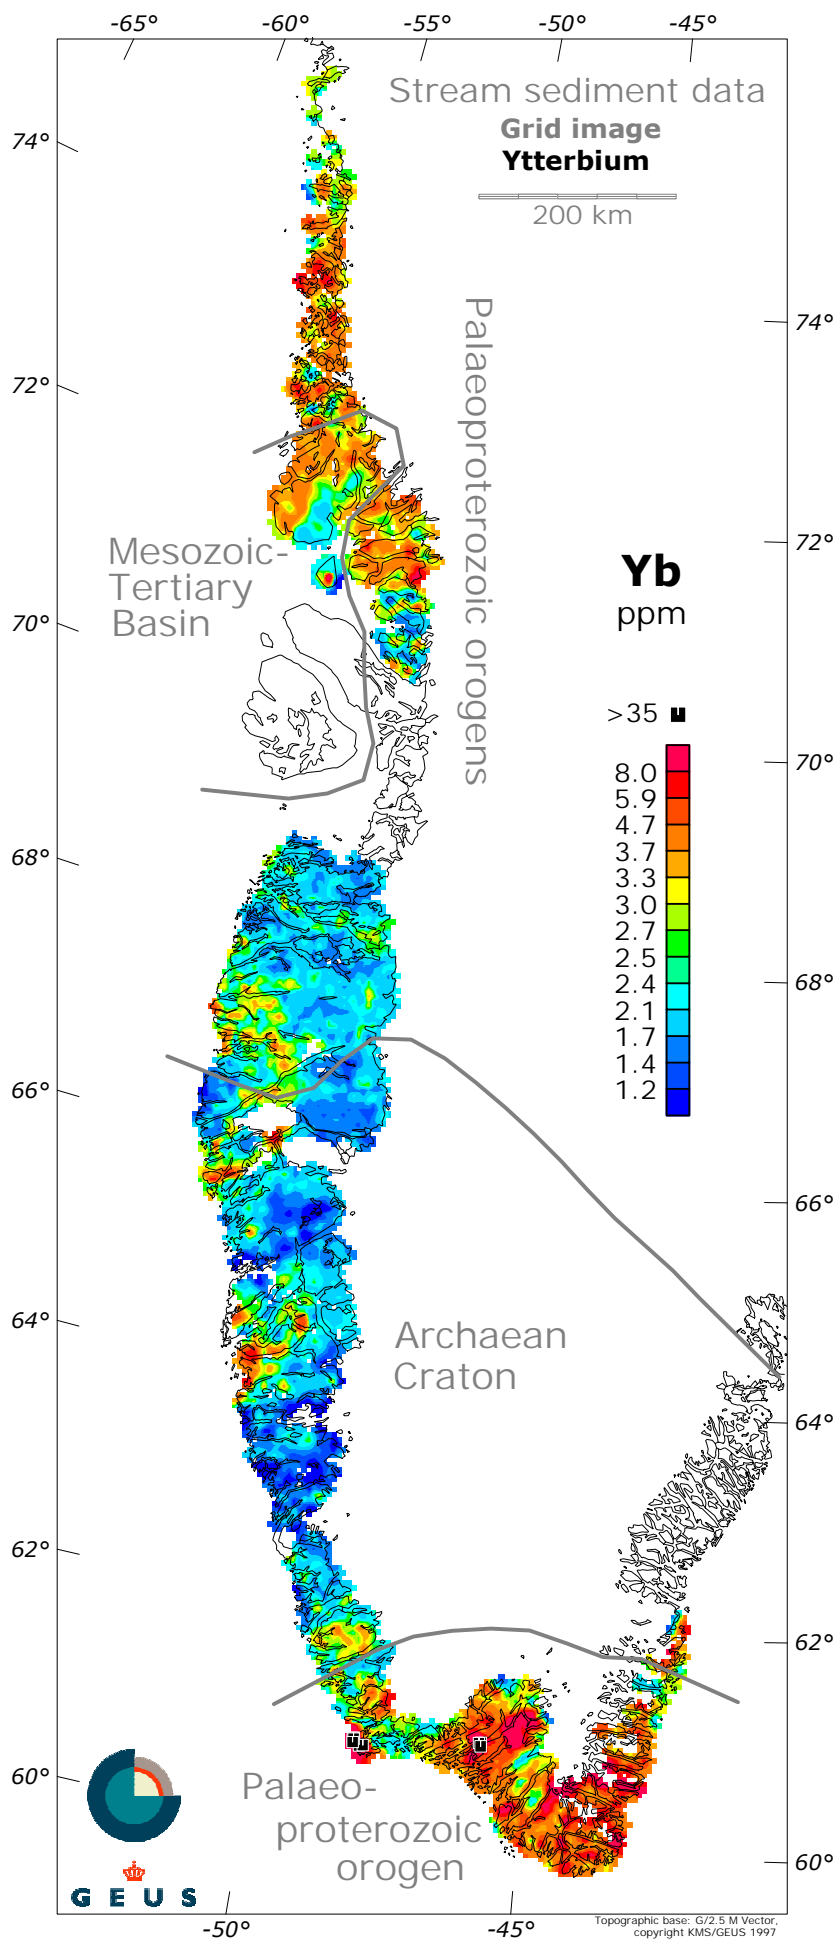 -65° -60° -55° -50° -45°
Stream sediment data
Grid image
Ytterbium
200 km
74°
74°
72°
72°
70°
70°
68°
68°
66°
66°
64°
64°
62°
62°
60°
60°
Palaeoproterozoic orogens
Mesozoic-
Tertiary
Basin
Yb
ppm
>35
8.0
5.9
4.7
3.7
3.3
3.0
2.7
2.5
2.4
2.1
1.7
1.4
1.2
Archaean
Craton
Palaeo-
proterozoic
orogen
G E U S
-50° -45°
Topographic base: G/2.5 M Vector,
copyright KMS/GEUS 1997